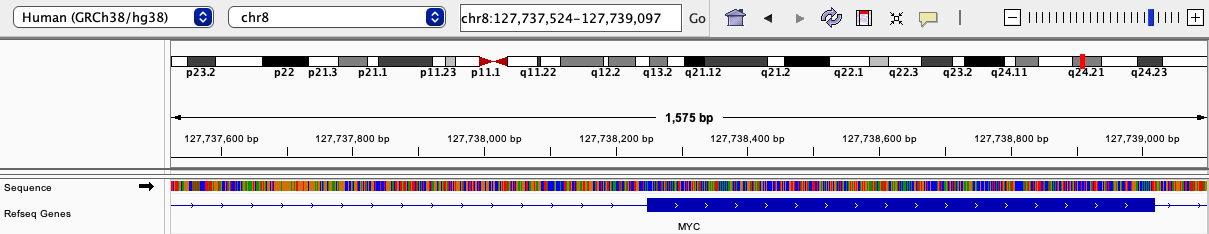 Human (GRCh38/hg38) chr8 chr8:127,737,524-127,739,097 Go
p23.2 p22 p21.3 p21.1 p11.23 p11.1 q11.22 q12.2 q13.2 q21.12 q21.2 q22.1 q22.3 q23.2 q24.11 q24.21 q24.23
1,575 bp
127,737,600 bp 127,737,800 bp 127,738,000 bp 127,738,200 bp 127,738,400 bp 127,738,600 bp 127,738,800 bp 127,739,000 bp
Sequence
Refseq Genes
MYC